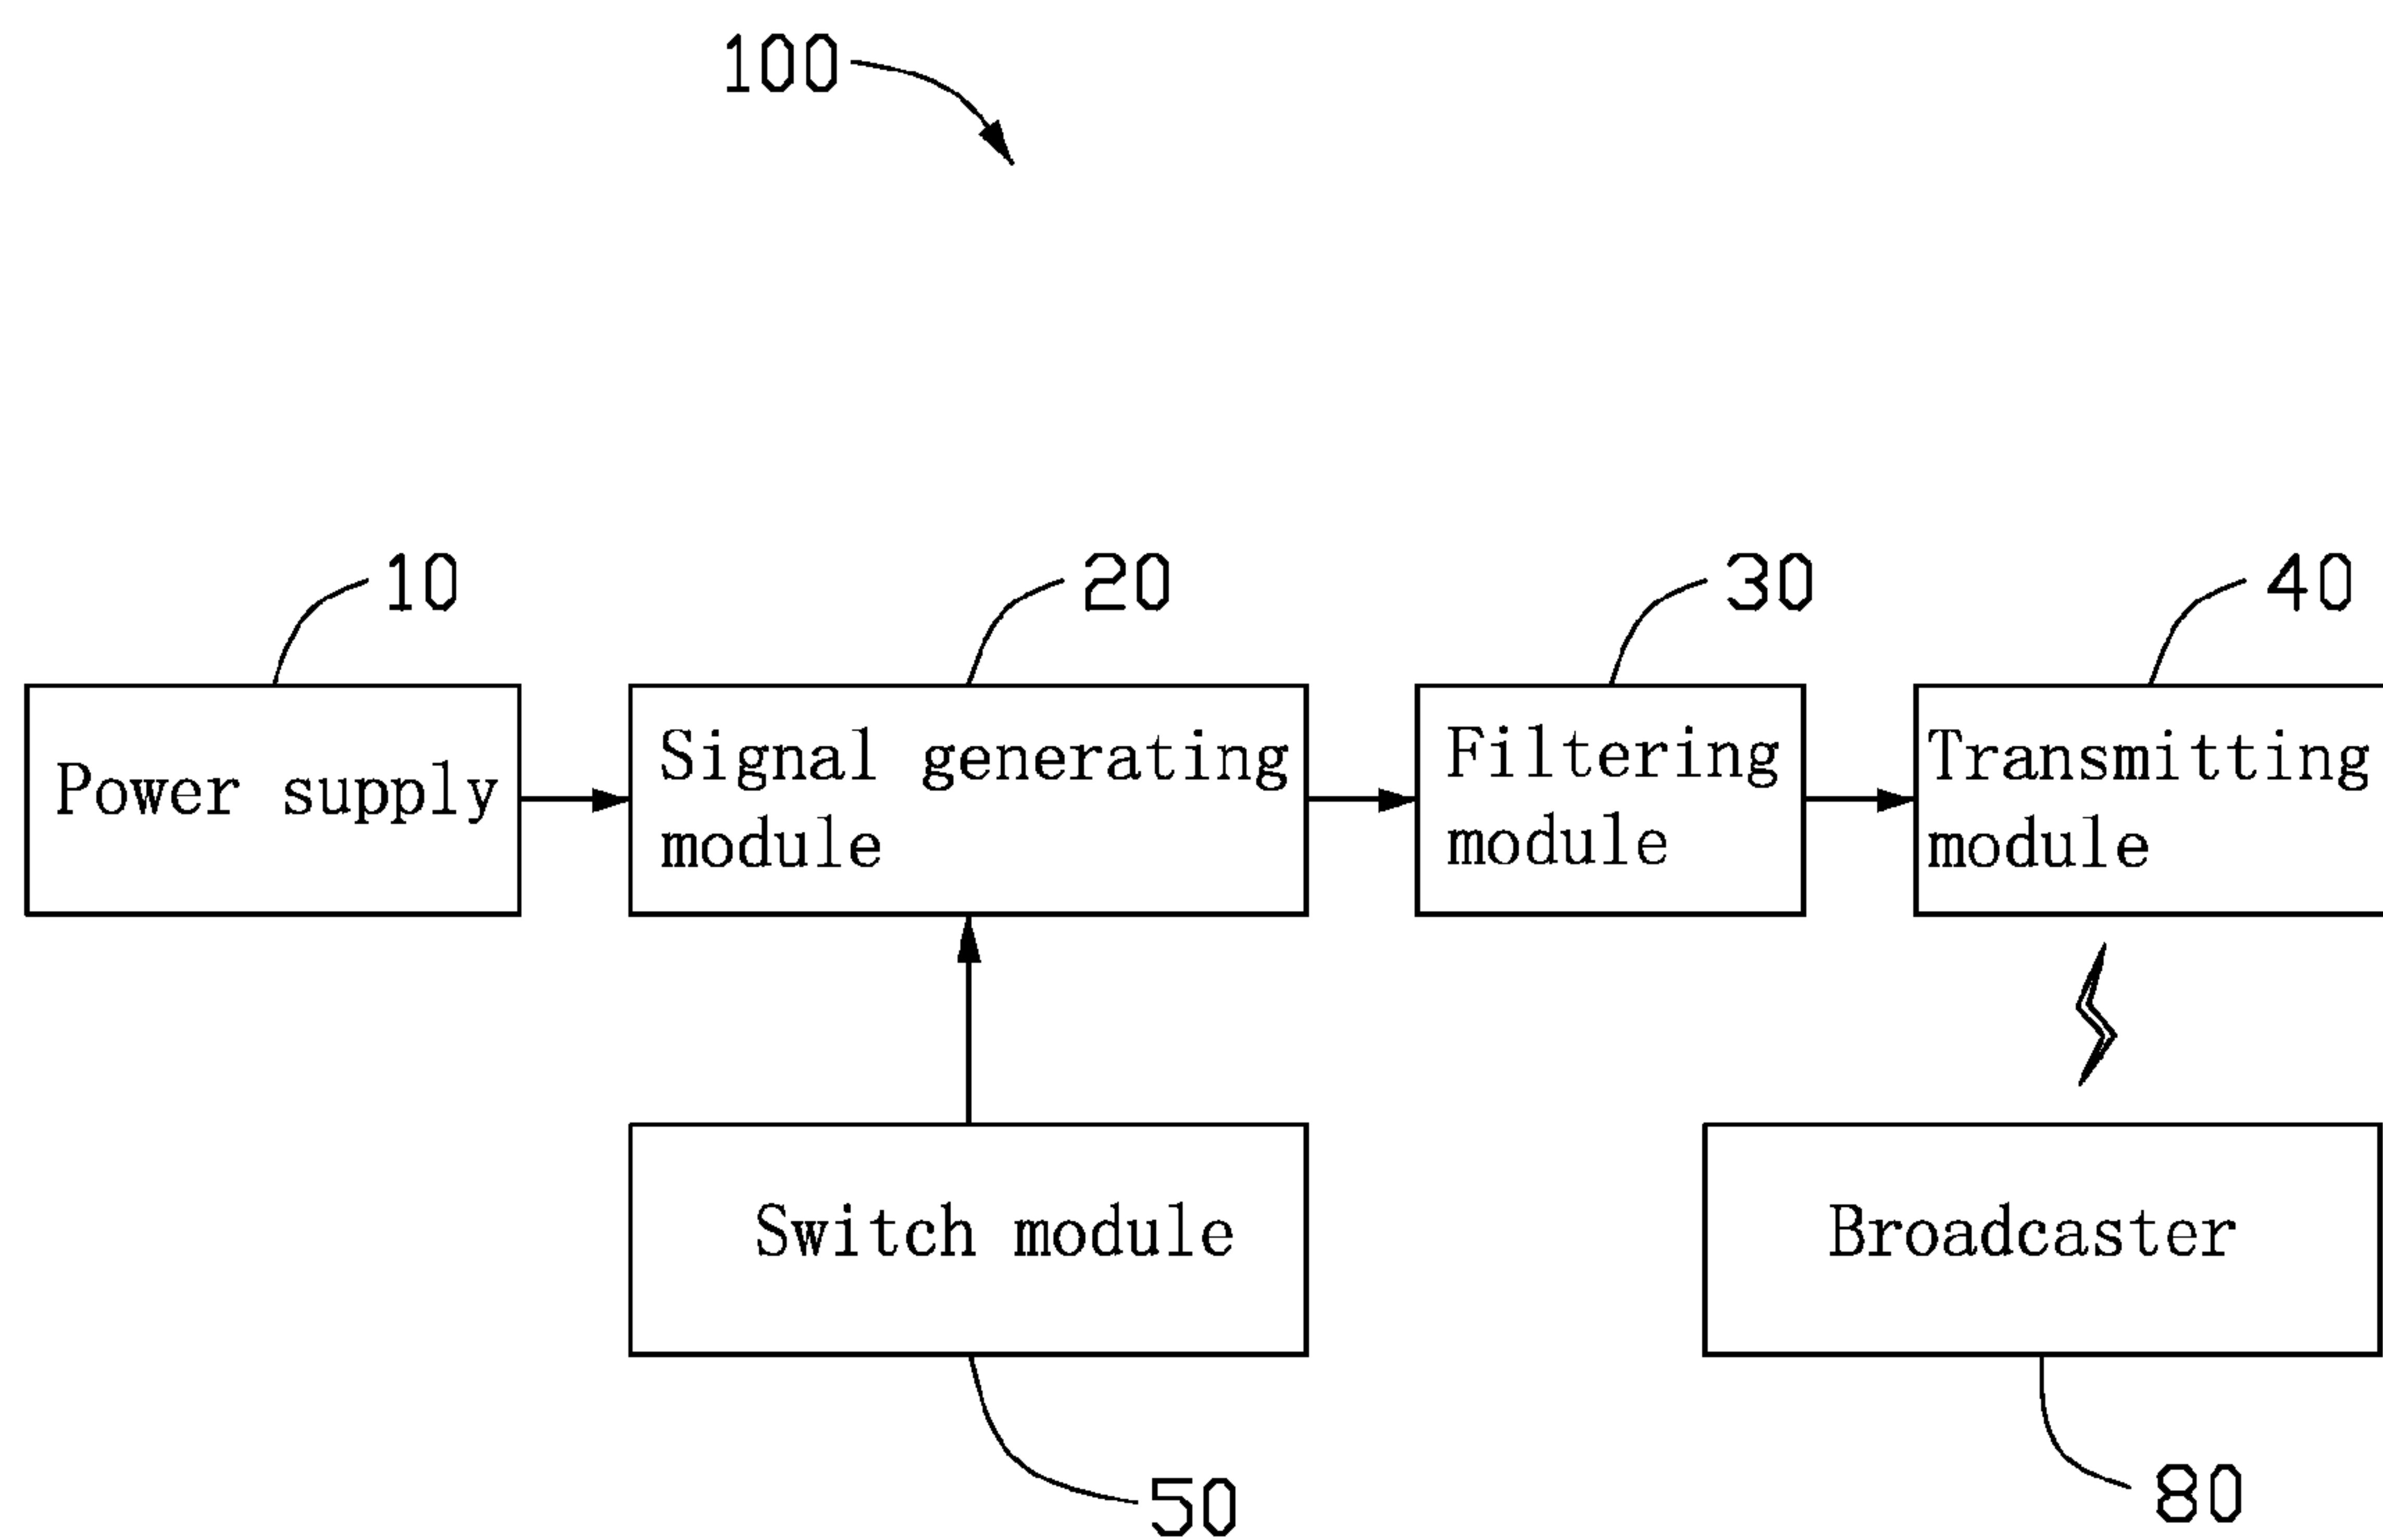 100
10
20
30
40
Power supply
Signal generating
module
Filtering
module
Transmitting
module
Switch module
Broadcaster
50
80